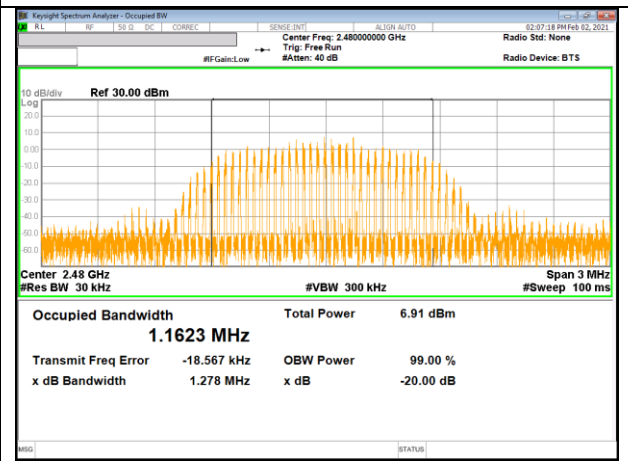 Keysight Spectrum Analyzer - Occupied BW
RL RF 50 Ω DC CORREC SENSE:INT ALIGN AUTO 02:07:18 PM Feb 02, 2021
Center Freq: 2.480000000 GHz Radio Std: None
Trig: Free Run
#IFGain:Low #Atten: 40 dB Radio Device: BTS
10 dB/div Ref 30.00 dBm
Log
20.0
10.0
0.00
-10.0
-20.0
-30.0
-40.0
-50.0
-60.0
Center 2.48 GHz Span 3 MHz
#Res BW 30 kHz #VBW 300 kHz #Sweep 100 ms
Occupied Bandwidth Total Power 6.91 dBm
1.1623 MHz
Transmit Freq Error -18.567 kHz OBW Power 99.00 %
x dB Bandwidth 1.278 MHz x dB -20.00 dB
MSG STATUS